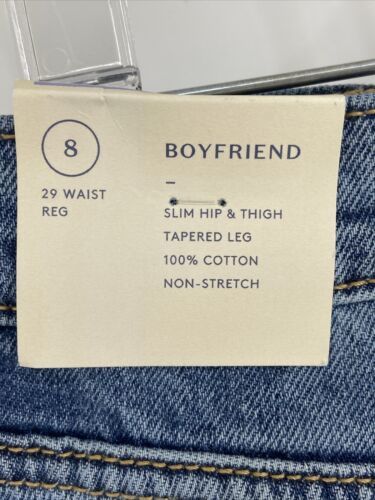 8
29 WAIST
REG
BOYFRIEND
–
SLIM HIP & THIGH
TAPERED LEG
100% COTTON
NON-STRETCH